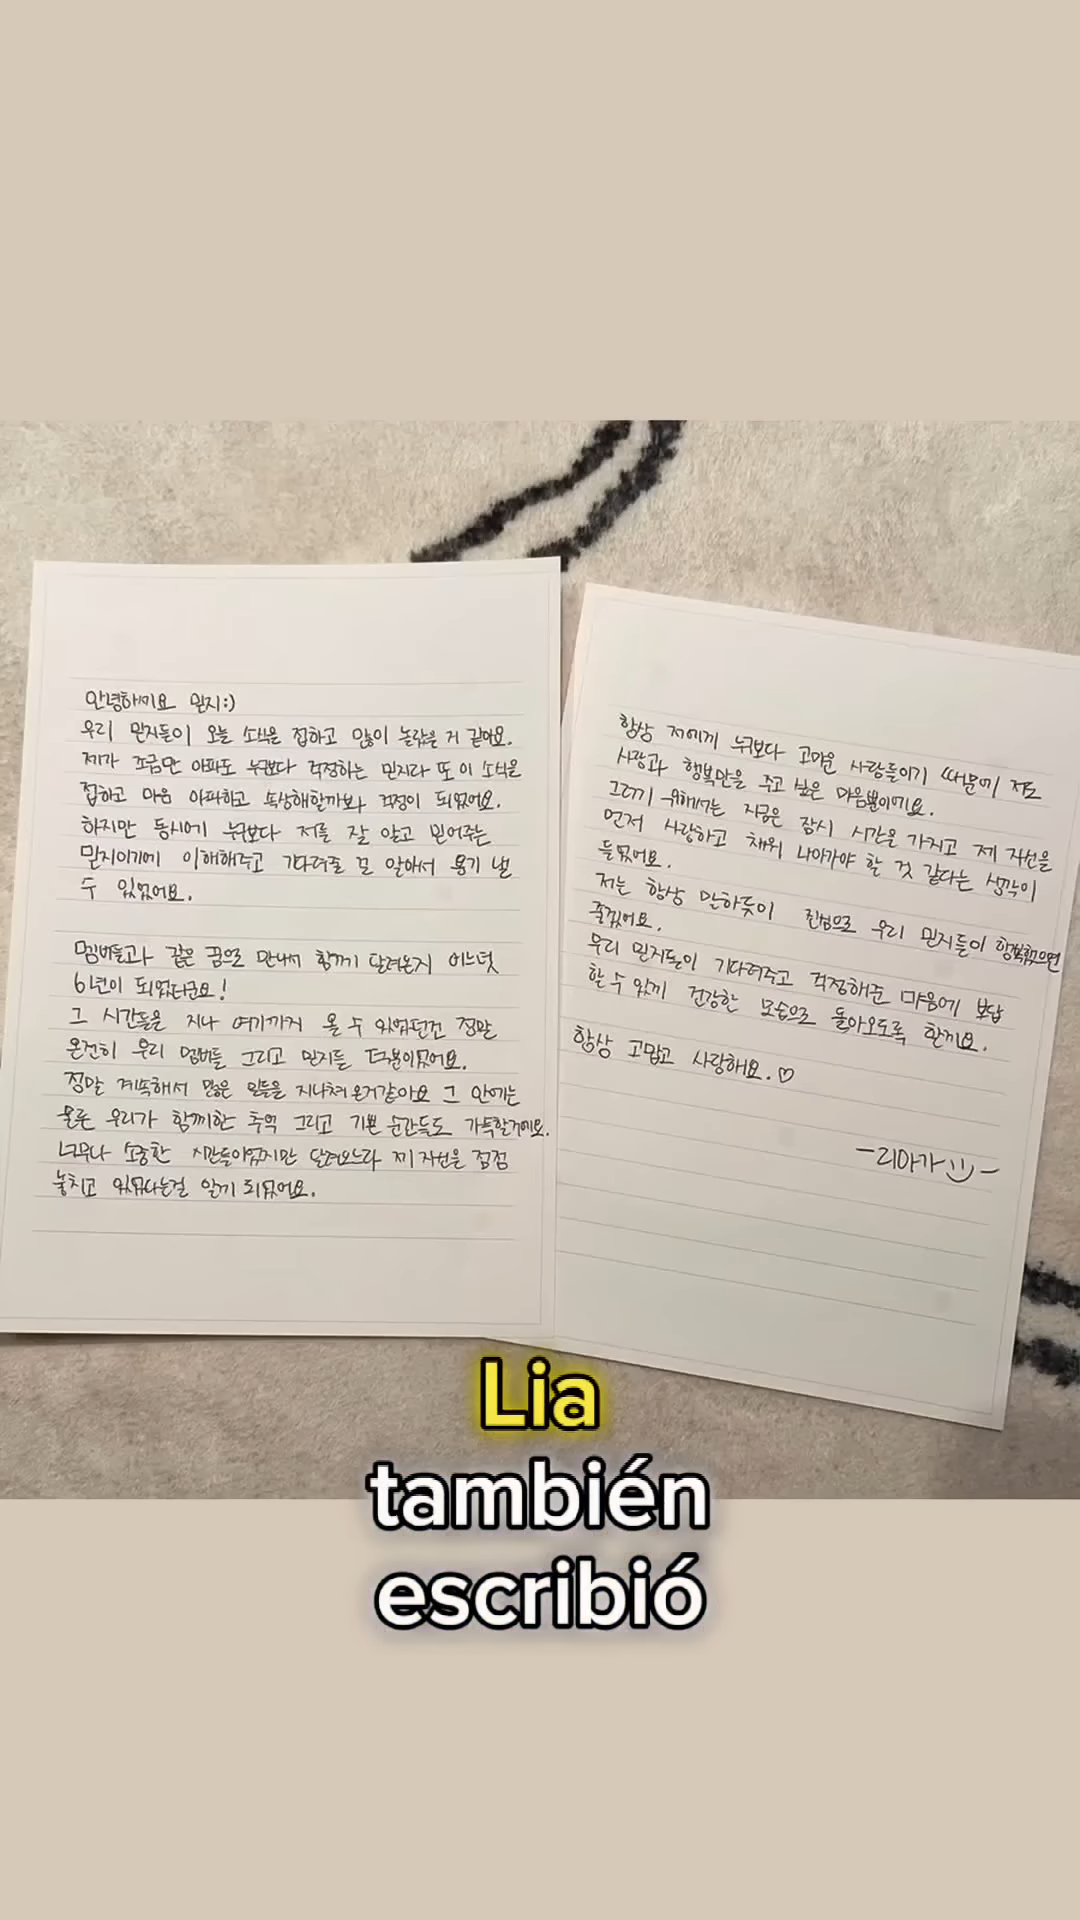 안녕하세요 믿지:)
우리 믿지들이 오늘 소식을 접하고 많이 놀랐을 거 같아요.
제가 조금만 아파도 누구보다 걱정하는 믿지라 또 이 소식을
접하고 마음 아파하고 속상해할까봐 걱정이 되었어요.
하지만 동시에 누구보다 저를 잘 알고 믿어주는
믿지이기에 이해해주고 기다려줄 걸 알아서 용기 낼
수 있었어요.
멤버들과 같은 꿈으로 만나서 함께 달려온지 어느덧
6년이 되었더군요!
그 시간들을 지나 여기까지 올 수 있었던건 정말
온전히 우리 멤버들 그리고 믿지들 덕분이었어요.
정말 계속해서 많은 일들을 지나쳐온거같아요 그 안에는
물론 우리가 함께한 추억 그리고 기쁜 순간들도 가득할거에요.
너무나 소중한 시간들이었지만 달려오느라 제 자신을 점점
놓치고 있었다는걸 알게 되었어요.
항상 저에게 누구보다 고마운 사람들이기 때문에 저도
사랑과 행복만을 주고 싶은 마음뿐이에요.
그러기 위해서는 지금은 잠시 시간을 가지고 제 자신을
먼저 사랑하고 채워 나아가야 할 것 같다는 생각이
들었어요.
저는 항상 말하듯이 진심으로 우리 믿지들이 행복했으면
좋겠어요.
우리 믿지들이 기다려주고 걱정해준 마음에 보답
할 수 있게 건강한 모습으로 돌아오도록 할게요.
항상 고맙고 사랑해요.♡
-리아가-
Lia
también
escribió